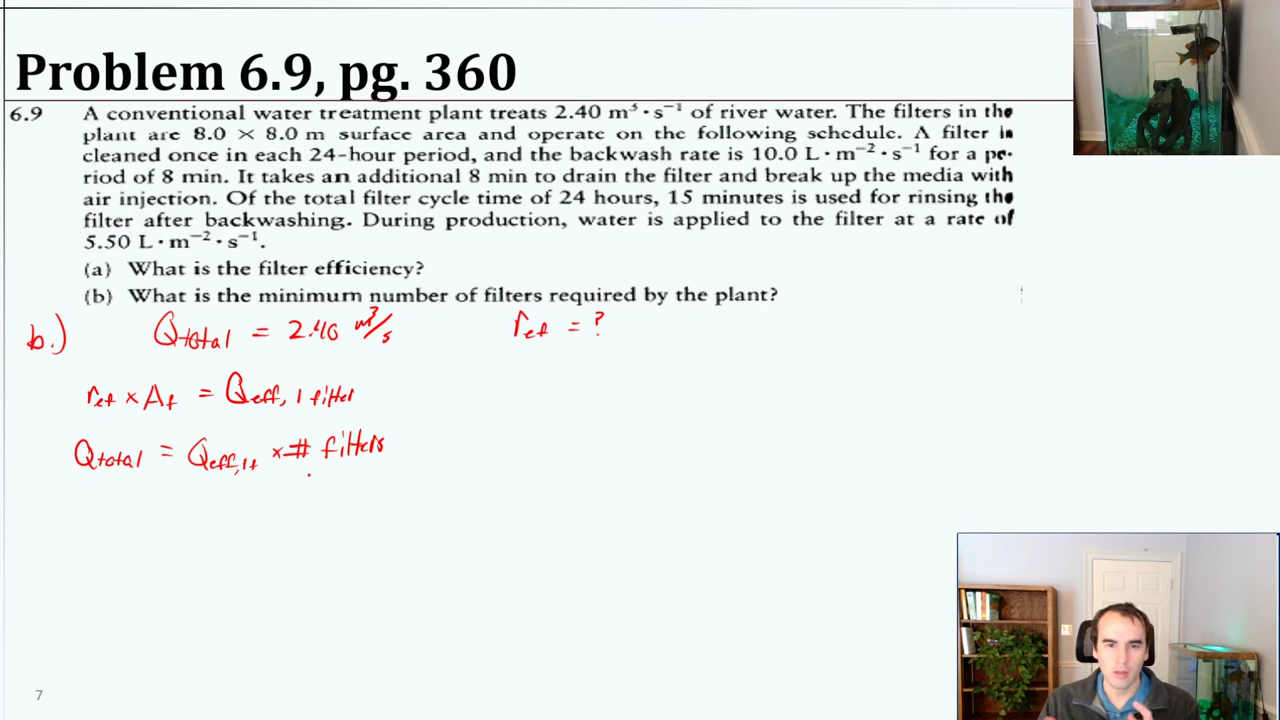 Problem 6.9, pg. 360
6.9 A conventional water treatment plant treats 2.40 m³·s⁻¹ of river water. The filters in the
plant are 8.0 × 8.0 m surface area and operate on the following schedule. A filter is
cleaned once in each 24-hour period, and the backwash rate is 10.0 L·m⁻²·s⁻¹ for a pe-
riod of 8 min. It takes an additional 8 min to drain the filter and break up the media with
air injection. Of the total filter cycle time of 24 hours, 15 minutes is used for rinsing the
filter after backwashing. During production, water is applied to the filter at a rate of
5.50 L·m⁻²·s⁻¹.
(a) What is the filter efficiency?
(b) What is the minimum number of filters required by the plant?
b.) Qtotal = 2.40 m³/s ref = ?
ref × Af = Qeff, 1 filter
Qtotal = Qeff,1f × # filters
7